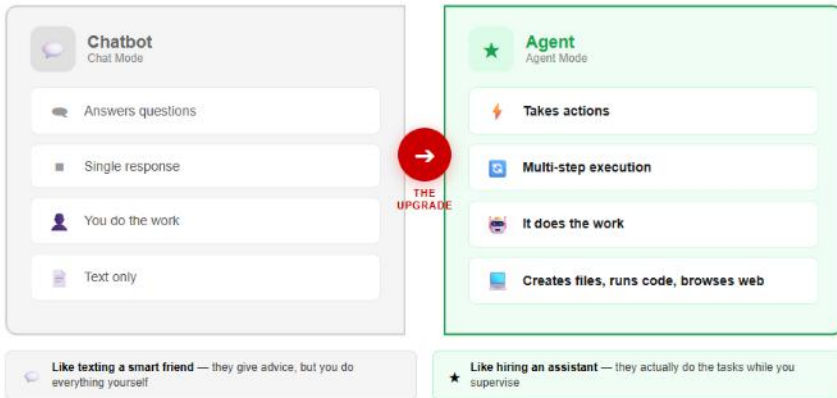 Chatbot
Chat Mode
Answers questions
Single response
You do the work
Text only
THE
UPGRADE
Agent
Agent Mode
Takes actions
Multi-step execution
It does the work
Creates files, runs code, browses web
Like texting a smart friend — they give advice, but you do
everything yourself
Like hiring an assistant — they actually do the tasks while you
supervise